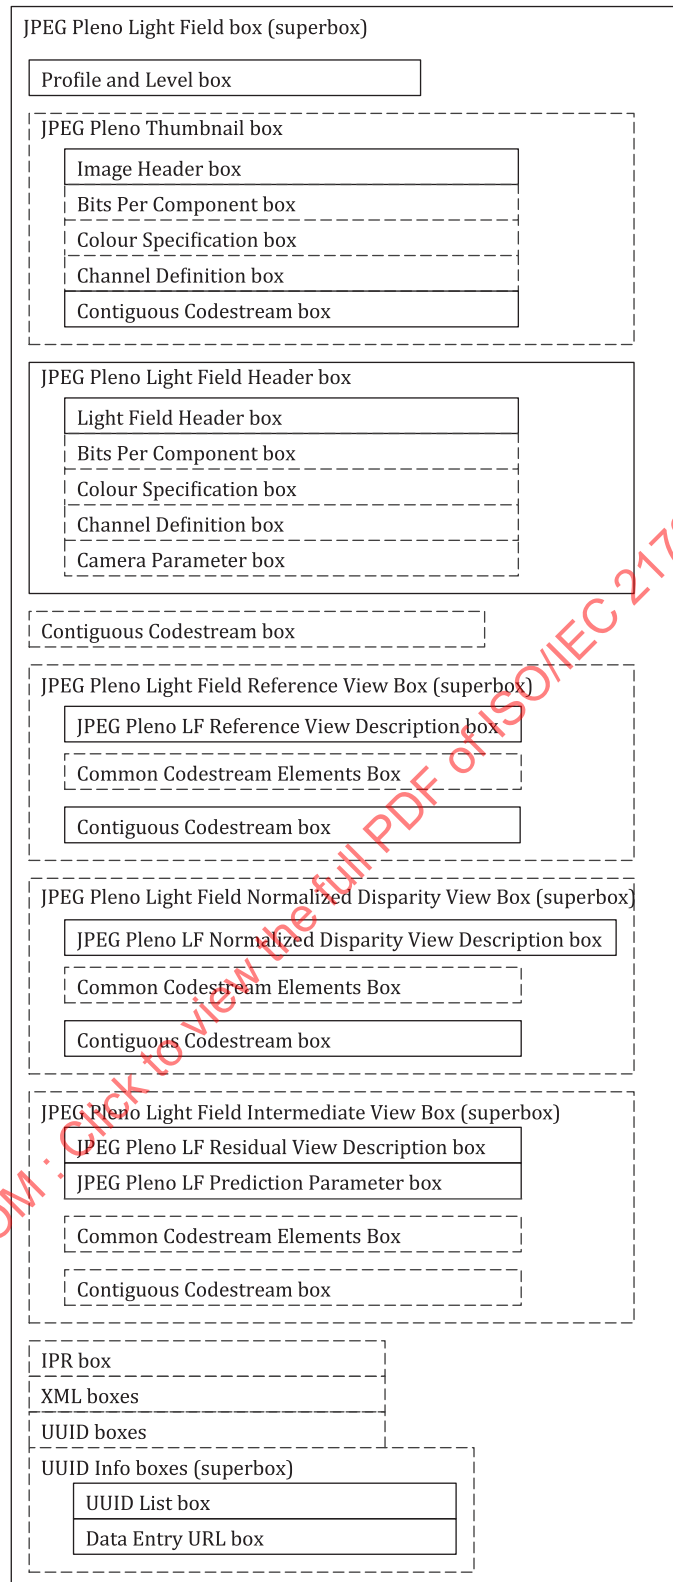 JPEG Pleno Light Field box (superbox)
Profile and Level box
JPEG Pleno Thumbnail box
Image Header box
Bits Per Component box
Colour Specification box
Channel Definition box
Contiguous Codestream box
JPEG Pleno Light Field Header box
Light Field Header box
Bits Per Component box
Colour Specification box
Channel Definition box
Camera Parameter box
Contiguous Codestream box
JPEG Pleno Light Field Reference View Box (superbox)
JPEG Pleno LF Reference View Description box
Common Codestream Elements Box
Contiguous Codestream box
JPEG Pleno Light Field Normalized Disparity View Box (superbox)
JPEG Pleno LF Normalized Disparity View Description box
Common Codestream Elements Box
Contiguous Codestream box
JPEG Pleno Light Field Intermediate View Box (superbox)
JPEG Pleno LF Residual View Description box
JPEG Pleno LF Prediction Parameter box
Common Codestream Elements Box
Contiguous Codestream box
IPR box
XML boxes
UUID boxes
UUID Info boxes (superbox)
UUID List box
Data Entry URL box
: Click to view the full PDF of ISO/IEC